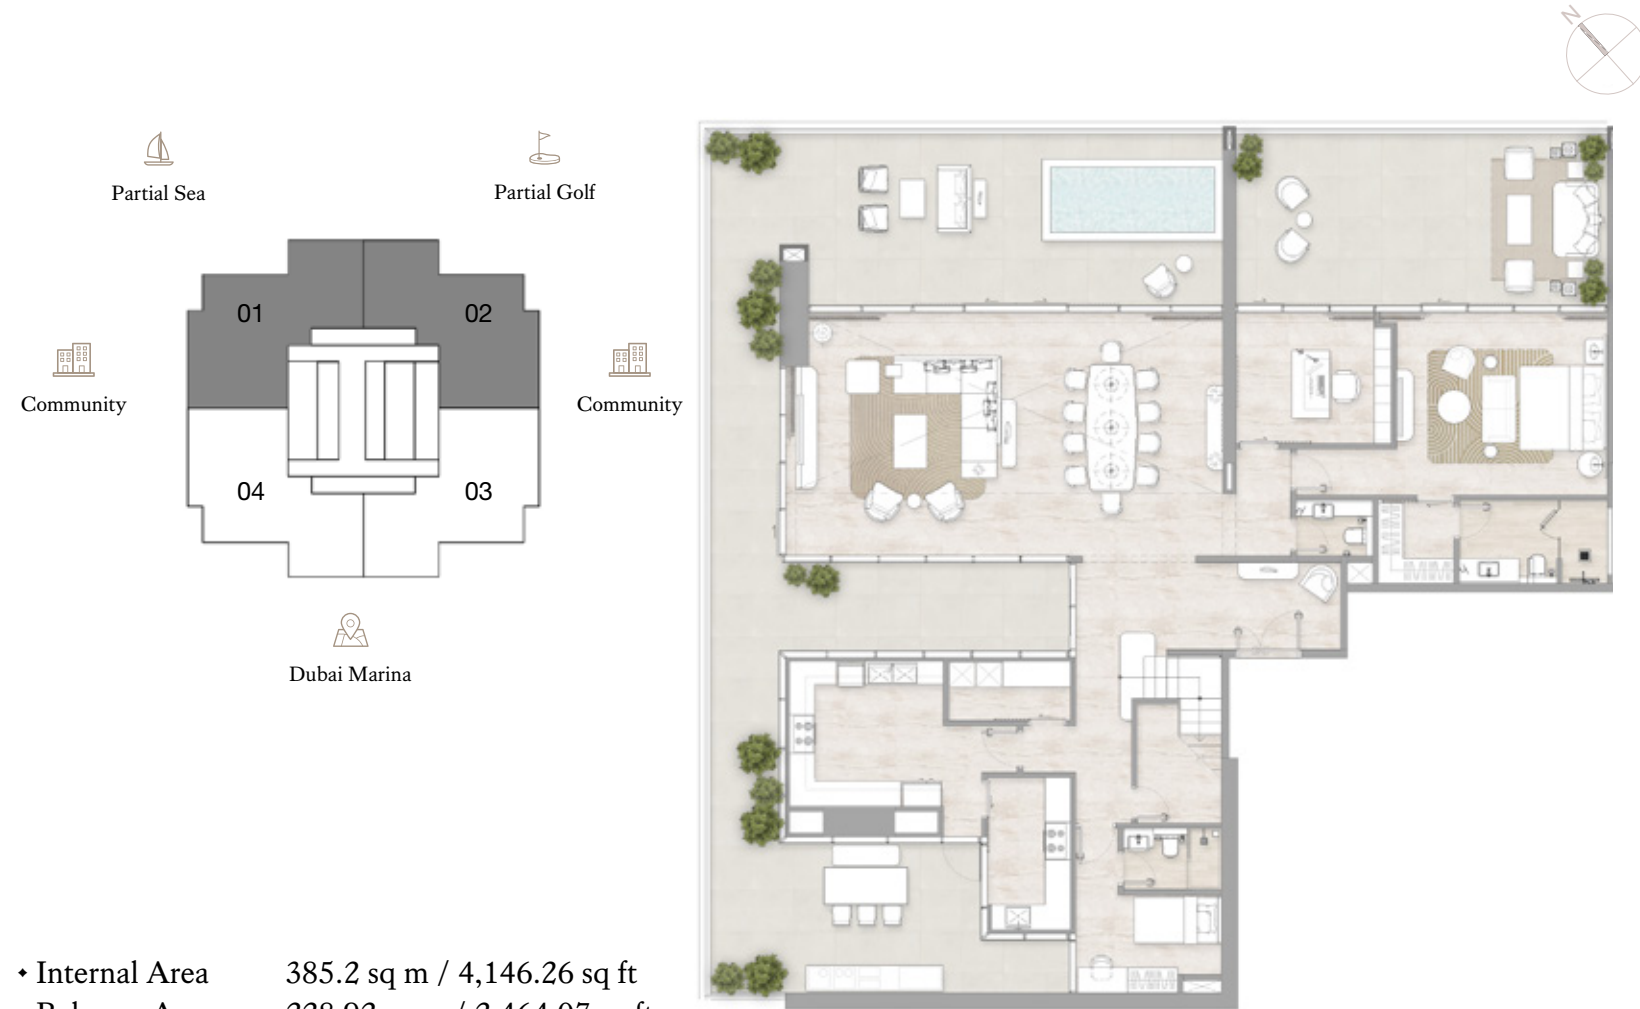 N
Partial Sea
Partial Golf
01
02
Community
Community
04
03
Dubai Marina
Internal Area 385.2 sq m / 4,146.26 sq ft